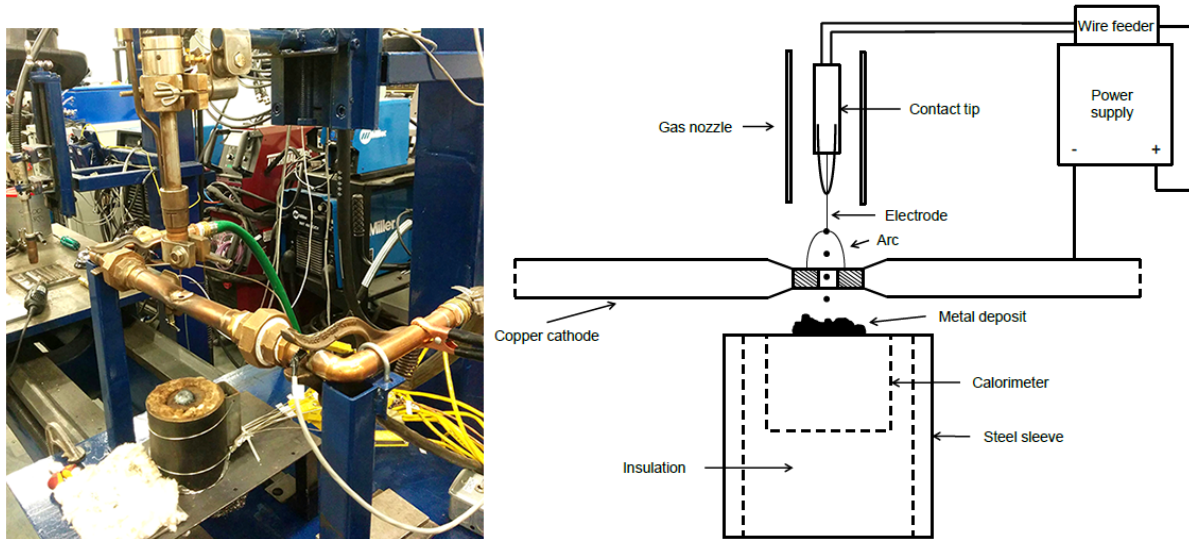 Wire feeder
Power
supply
-
+
Contact tip
Gas nozzle
Electrode
Arc
Copper cathode
Metal deposit
Calorimeter
Steel sleeve
Insulation
Miller